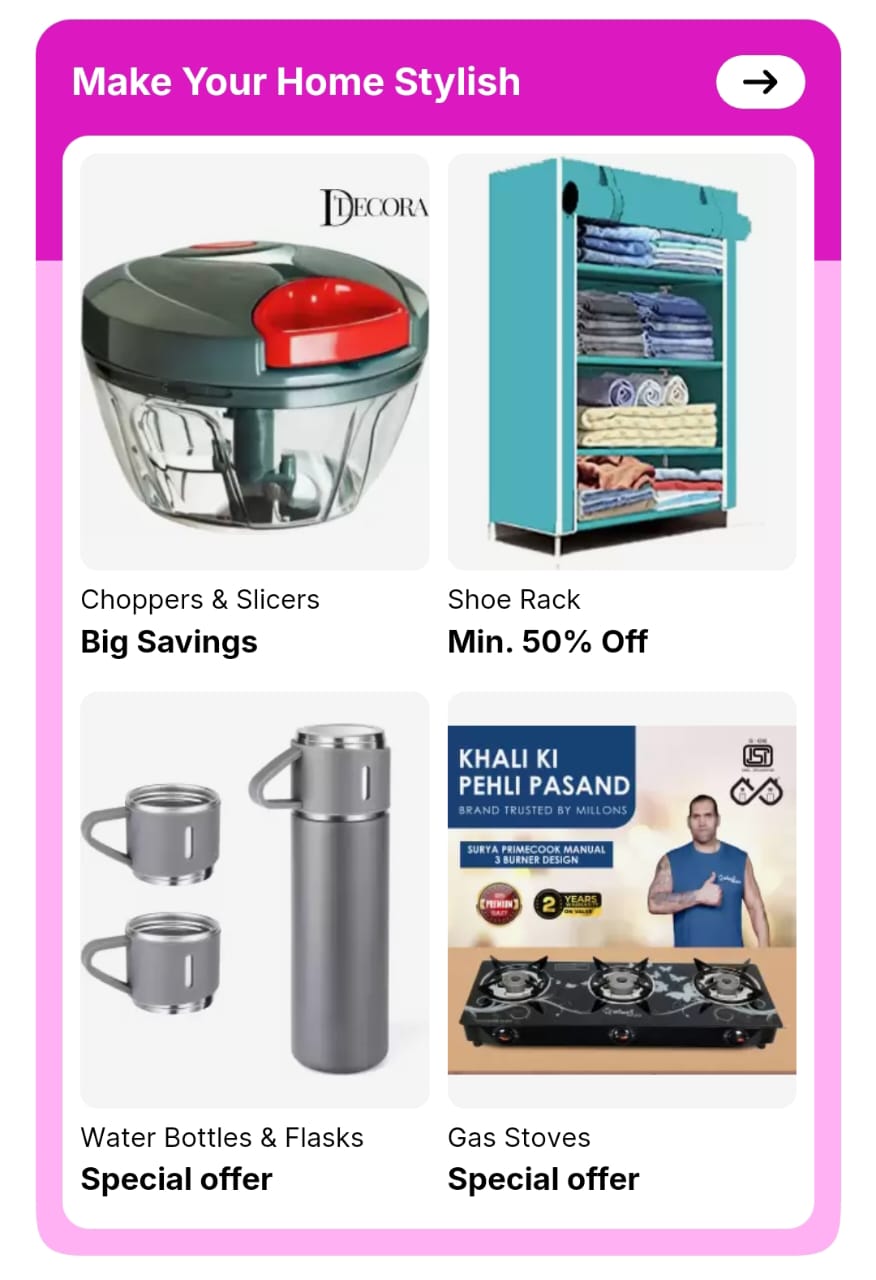 Make Your Home Stylish
DECORA
Choppers & Slicers
Big Savings
Shoe Rack
Min. 50% Off
KHALI KI
PEHLI PASAND
BRAND TRUSTED BY MILLONS
SURYA PRIMECOOK MANUAL
3 BURNER DESIGN
PREMIUM
2 YEARS
WARRANTY
ON VALVE
ISI
Water Bottles & Flasks
Special offer
Gas Stoves
Special offer